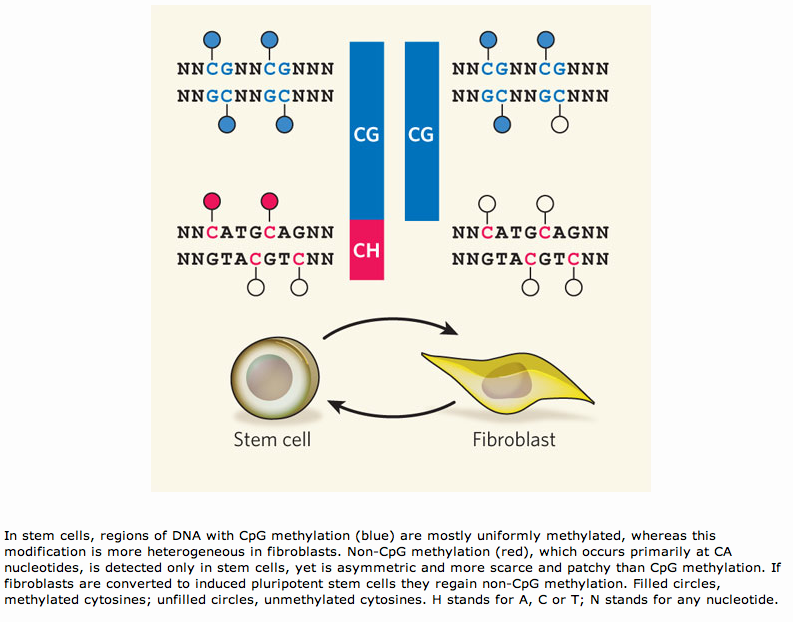 NNCGNNCGNNN
NNGCNNGCNNN
CG
CG
NNCGNNCGNNN
NNGCNNGCNNN
NNCATGCAGNN
NNGTACGTCNN
CH
NNCATGCAGNN
NNGTACGTCNN
Stem cell
Fibroblast
In stem cells, regions of DNA with CpG methylation (blue) are mostly uniformly methylated, whereas this
modification is more heterogeneous in fibroblasts. Non-CpG methylation (red), which occurs primarily at CA
nucleotides, is detected only in stem cells, yet is asymmetric and more scarce and patchy than CpG methylation. If
fibroblasts are converted to induced pluripotent stem cells they regain non-CpG methylation. Filled circles,
methylated cytosines; unfilled circles, unmethylated cytosines. H stands for A, C or T; N stands for any nucleotide.